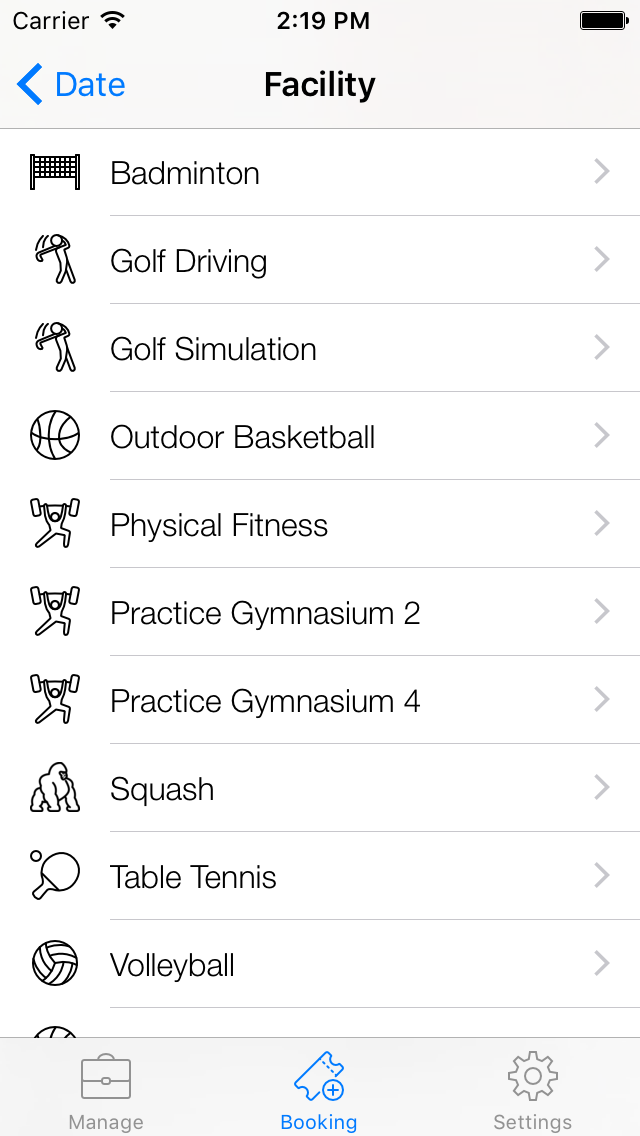 Carrier 2:19 PM
Date Facility
Badminton
Golf Driving
Golf Simulation
Outdoor Basketball
Physical Fitness
Practice Gymnasium 2
Practice Gymnasium 4
Squash
Table Tennis
Volleyball
Manage Booking Settings